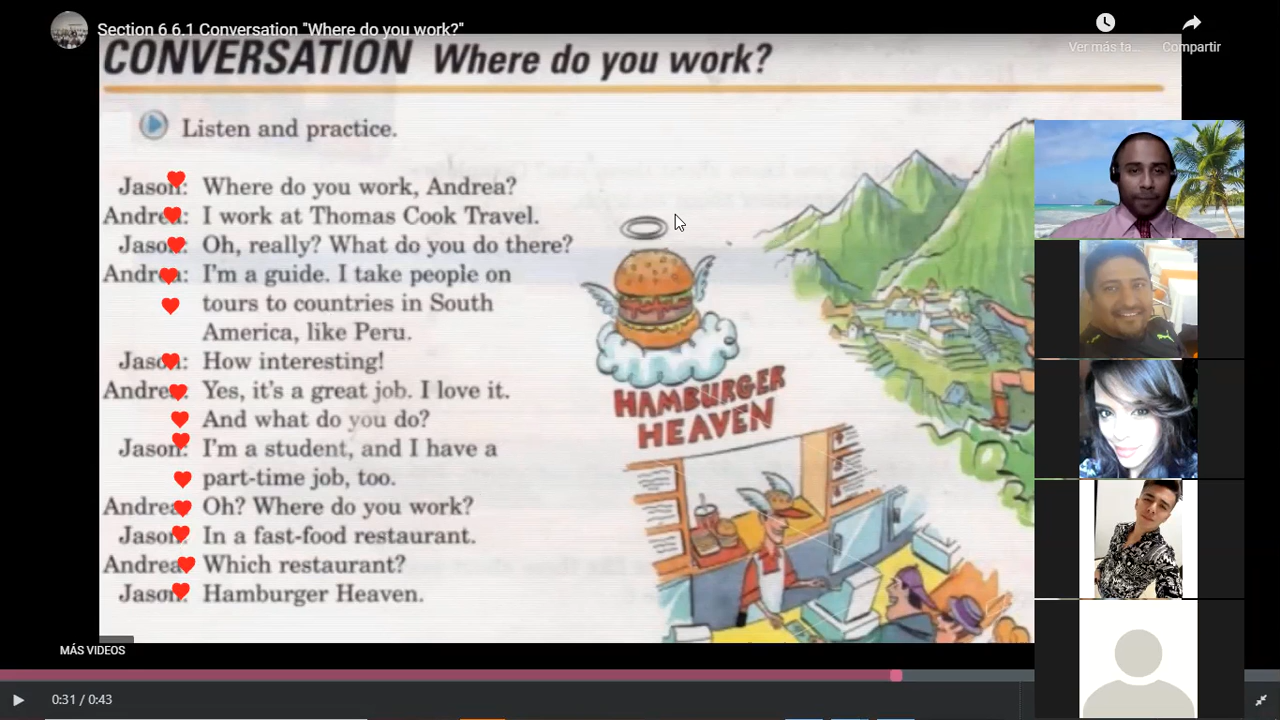 Section 6 6.1 Conversation "Where do you work?"
Ver más ta...
Compartir
CONVERSATION Where do you work?
Listen and practice.
Jason: Where do you work, Andrea?
Andrea: I work at Thomas Cook Travel.
Jason: Oh, really? What do you do there?
Andrea: I'm a guide. I take people on
tours to countries in South
America, like Peru.
Jason: How interesting!
Andrea: Yes, it's a great job. I love it.
And what do you do?
Jason: I'm a student, and I have a
part-time job, too.
Andrea: Oh? Where do you work?
Jason: In a fast-food restaurant.
Andrea: Which restaurant?
Jason: Hamburger Heaven.
HAMBURGER
HEAVEN
MÁS VIDEOS
0:31 / 0:43